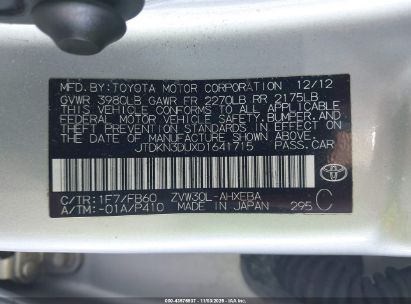 MFD. BY: TOYOTA MOTOR CORPORATION 12/12
GVWR 3980LB GAWR FR 2270LB RR 2175LB
THIS VEHICLE CONFORMS TO ALL APPLICABLE
FEDERAL MOTOR VEHICLE SAFETY, BUMPER, AND
THEFT PREVENTION STANDARDS IN EFFECT ON
THE DATE OF MANUFACTURE SHOWN ABOVE.
JTDKN3DUXD1641715 PASS.CAR
C/TR: 1F7/FB60 ZVW30L-AHXEBA
A/TM: -01A/P410 MADE IN JAPAN 295 C
TOYOTA